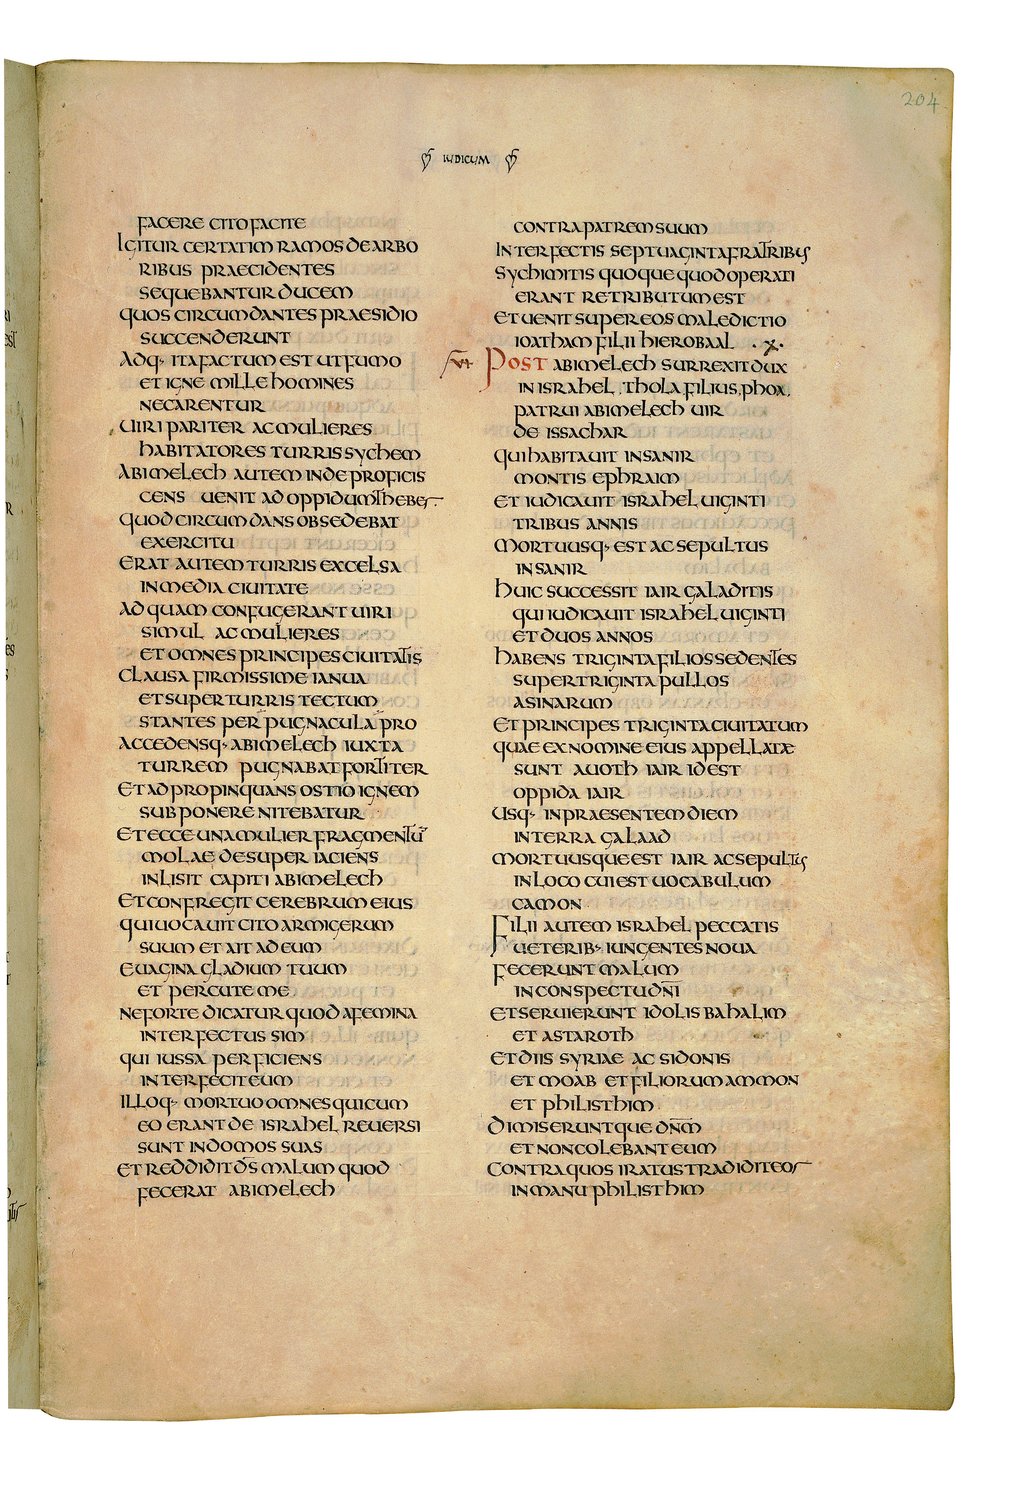 204
IUDICUM
FACERE CITO FACITE
IGITUR CERTATIM RAMOS DE ARBO
RIBUS PRAECIDENTES
SEQUEBANTUR DUCEM
QUOS CIRCUMDANTES PRAESIDIO
SUCCENDERUNT
ADQ· ITA FACTUM EST UT FUMO
ET IGNE MILLE HOMINES
NECARENTUR
UIRI PARITER AC MULIERES
HABITATORES TURRIS SYCHEM
ABIMELECH AUTEM INDE PROFICIS
CENS UENIT AD OPPIDUM THEBES
QUOD CIRCUMDANS OBSEDEBAT
EXERCITU
ERAT AUTEM TURRIS EXCELSA
IN MEDIA CIUITATE
AD QUAM CONFUGERANT UIRI
SIMUL AC MULIERES
ET OMNES PRINCIPES CIUITATIS
CLAUSA FIRMISSIME IANUA
ET SUPER TURRIS TECTUM
STANTES PER PUGNACULA PRO
ACCEDENSQ· ABIMELECH IUXTA
TURREM PUGNABAT FORTITER
ET ADPROPINQUANS OSTIO IGNEM
SUBPONERE NITEBATUR
ET ECCE UNA MULIER FRAGMENTŪ
MOLAE DESUPER IACIENS
INLISIT CAPITI ABIMELECH
ET CONFREGIT CEREBRUM EIUS
QUI UOCAUIT CITO ARMIGERUM
SUUM ET AIT AD EUM
EUAGINA GLADIUM TUUM
ET PERCUTE ME
NE FORTE DICATUR QUOD A FEMINA
INTERFECTUS SIM
QUI IUSSA PERFICIENS
INTERFECIT EUM
ILLOQ· MORTUO OMNES QUI CUM
EO ERANT DE ISRAHEL REUERSI
SUNT IN DOMOS SUAS
ET REDDIDIT D̄S MALUM QUOD
FECERAT ABIMELECH
CONTRA PATREM SUUM
INTERFECTIS SEPTUAGINTA FRATRIBUS
SYCHIMITIS QUOQUE QUOD OPERATI
ERANT RETRIBUTUM EST
ET UENIT SUPER EOS MALEDICTIO
IOATHAM FILII HIEROBAAL · X ·
POST ABIMELECH SURREXIT DUX
IN ISRAHEL THOLA FILIUS PHOA
PATRUI ABIMELECH UIR
DE ISSACHAR
QUI HABITAUIT IN SANIR
MONTIS EPHRAIM
ET IUDICAUIT ISRAHEL UIGINTI
TRIBUS ANNIS
MORTUUSQ· EST AC SEPULTUS
IN SANIR
HUIC SUCCESSIT IAIR GALADITIS
QUI IUDICAUIT ISRAHEL UIGINTI
ET DUOS ANNOS
HABENS TRIGINTA FILIOS SEDENTES
SUPER TRIGINTA PULLOS
ASINARUM
ET PRINCIPES TRIGINTA CIUITATUM
QUAE EX NOMINE EIUS APPELLATAE
SUNT AUOTH IAIR ID EST
OPPIDA IAIR
USQ· IN PRAESENTEM DIEM
IN TERRA GALAAD
MORTUUSQUE EST IAIR AC SEPULTUS
IN LOCO CUI EST UOCABULUM
CAMON
FILII AUTEM ISRAHEL PECCATIS
UETERIB· IUNGENTES NOUA
FECERUNT MALUM
IN CONSPECTU DN̄I
ET SERUIERUNT IDOLIS BAHALIM
ET ASTAROTH
ET DIIS SYRIAE AC SIDONIS
ET MOAB ET FILIORUM AMMON
ET PHILISTHIM
DIMISERUNTQUE DN̄M
ET NON COLEBANT EUM
CONTRA QUOS IRATUS TRADIDIT EOS
IN MANU PHILISTHIM